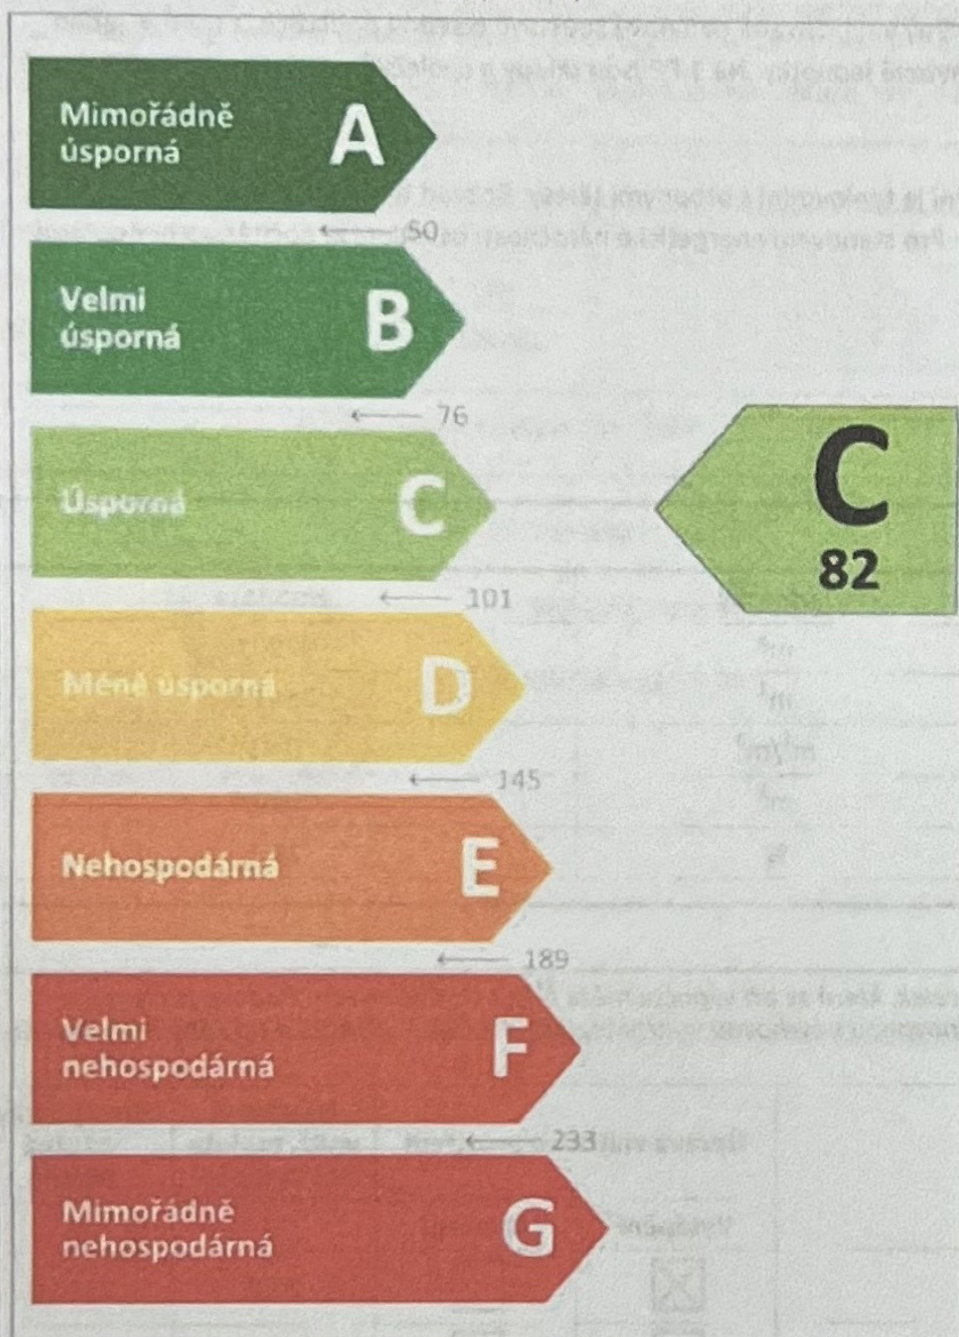 Mimořádně
úsporná
A
50
Velmi
úsporná
B
76
Úsporná
C
C
82
101
Méně úsporná
D
145
Nehospodárná
E
189
Velmi
nehospodárná
F
233
Mimořádně
nehospodárná
G